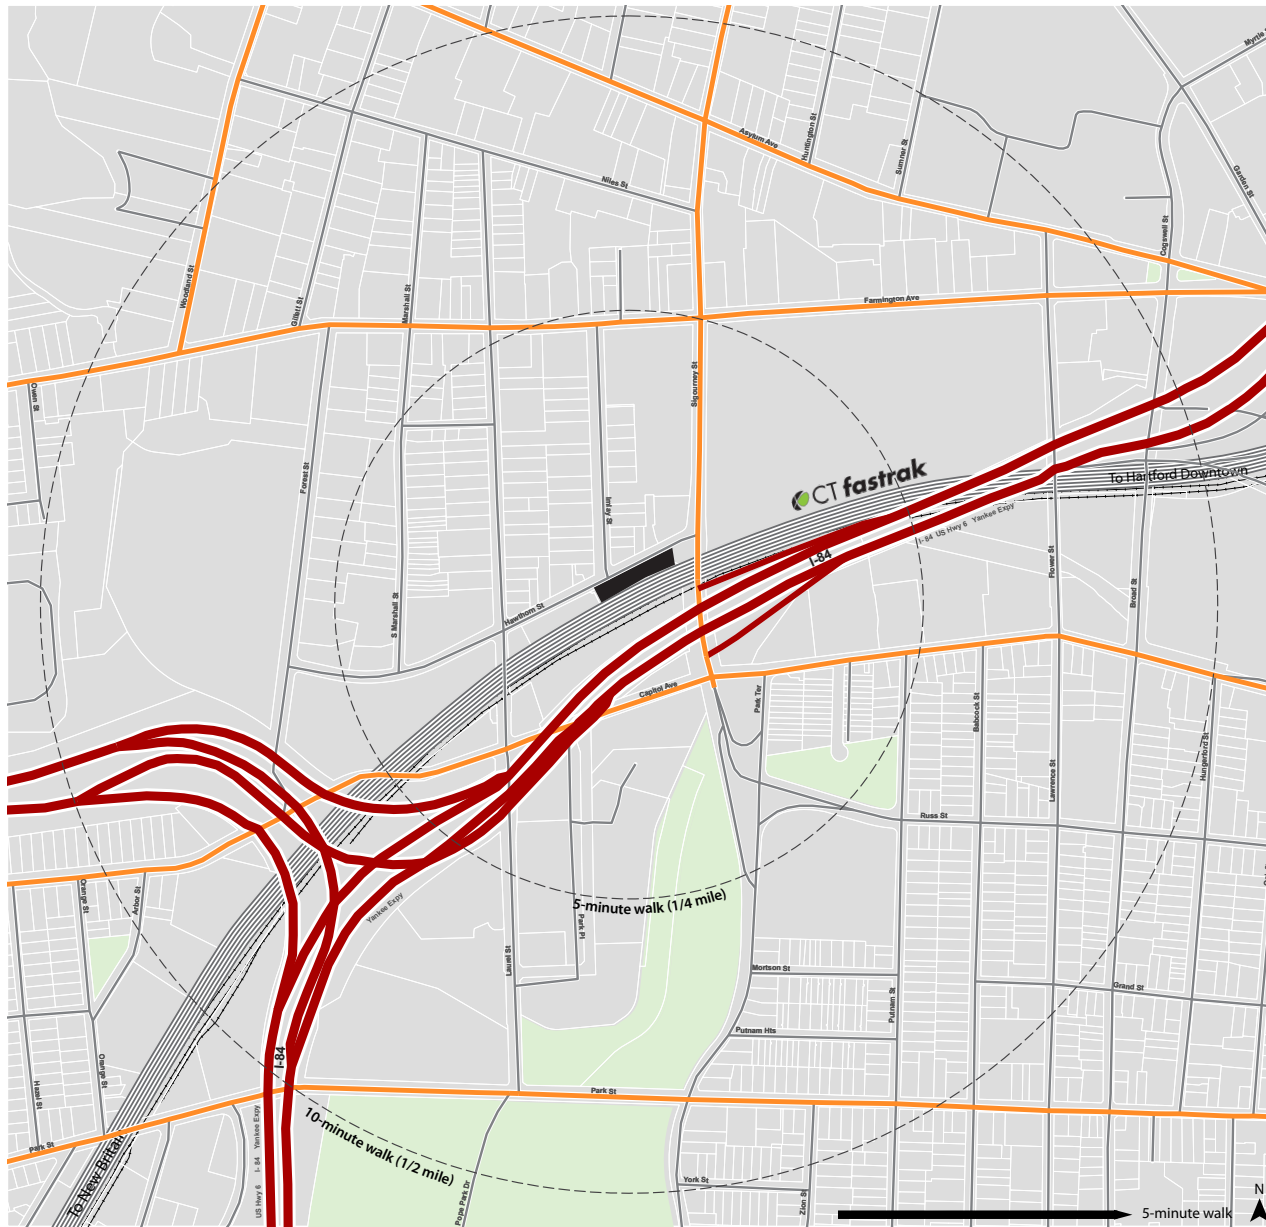 Myrtle
Asylum Ave
Huntington St
Sumner St
Garden St
Niles St
Cogswell St
Woodland St
Gillett St
Marshall St
Farmington Ave
Owen St
Sigourney St
Forest St
CT fastrak
To Hartford Downtown
Imlay St
I-84 US Hwy 6 Yankee Expy
I-84
Flower St
Broad St
S Marshall St
Hawthorn St
Capitol Ave
Park Ter
Babcock St
Hungerford St
Lawrence St
Russ St
Orange St
Arbor St
Yankee Expy
5-minute walk (1/4 mile)
Park Pl
Laurel St
Mortson St
Putnam St
Grand St
Putnam Hts
I-84
Orange St
Hazel St
Park St
10-minute walk (1/2 mile)
Park St
To New Britain
US Hwy 6 I- 84 Yankee Expy
Pope Park Dr
York St
Zion St
N
5-minute walk